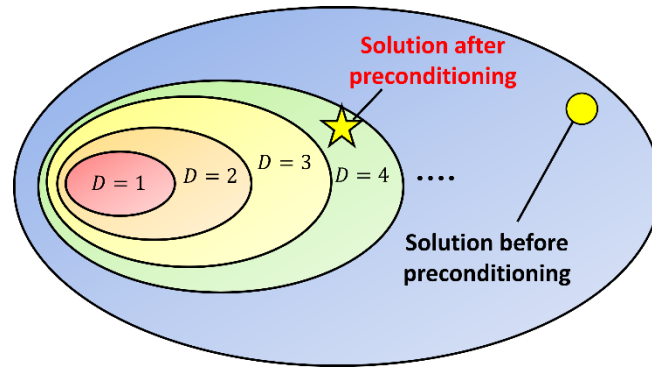 Solution after
preconditioning
D = 1
D = 2
D = 3
D = 4
....
Solution before
preconditioning